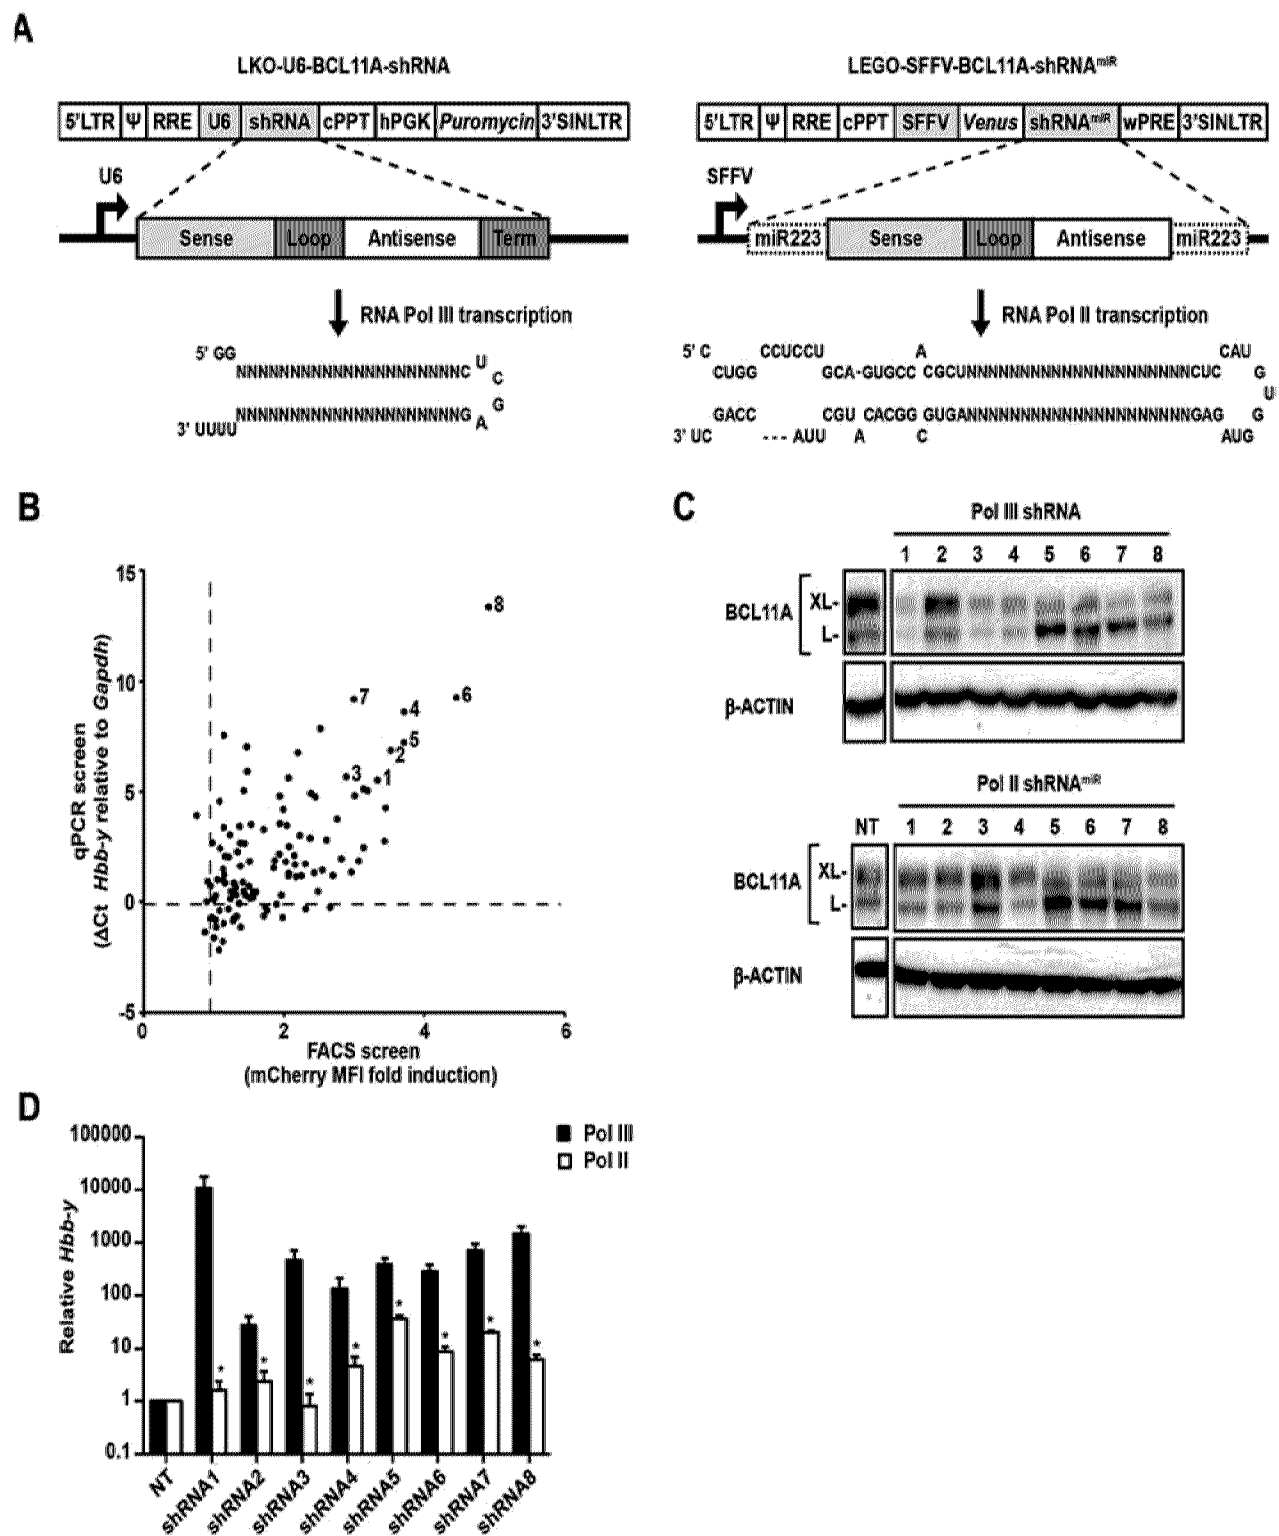 A
LKO-U6-BCL11A-shRNA
5'LTR Ψ RRE U6 shRNA cPPT hPGK Puromycin 3'SINLTR
U6
Sense Loop Antisense Term
RNA Pol III transcription
5' GG
U
NNNNNNNNNNNNNNNNNNNNNC
C
G
NNNNNNNNNNNNNNNNNNNNNG
A
3' UUUU
LEGO-SFFV-BCL11A-shRNAmiR
5'LTR Ψ RRE cPPT SFFV Venus shRNAmiR wPRE 3'SINLTR
SFFV
miR223 Sense Loop Antisense miR223
RNA Pol II transcription
5' C CCUCCU A CAU
CUGG GCA-GUGCC CGCUNNNNNNNNNNNNNNNNNNNNNCUC G
U
GACC CGU CACGG GUGANNNNNNNNNNNNNNNNNNNNNGAG G
3' UC ---AUU A C AUG
B
qPCR screen
(ΔCt Hbb-y relative to Gapdh)
15
10
5
0
-5
8
7
6
4
5
2
3
1
0 2 4 6
FACS screen
(mCherry MFI fold induction)
C
Pol III shRNA
1 2 3 4 5 6 7 8
BCL11A
XL-
L-
β-ACTIN
Pol II shRNAmiR
NT 1 2 3 4 5 6 7 8
BCL11A
XL-
L-
β-ACTIN
D
Relative Hbb-y
100000
10000
1000
100
10
1
0.1
Pol III
Pol II
* * * * * * * *
NT shRNA1 shRNA2 shRNA3 shRNA4 shRNA5 shRNA6 shRNA7 shRNA8